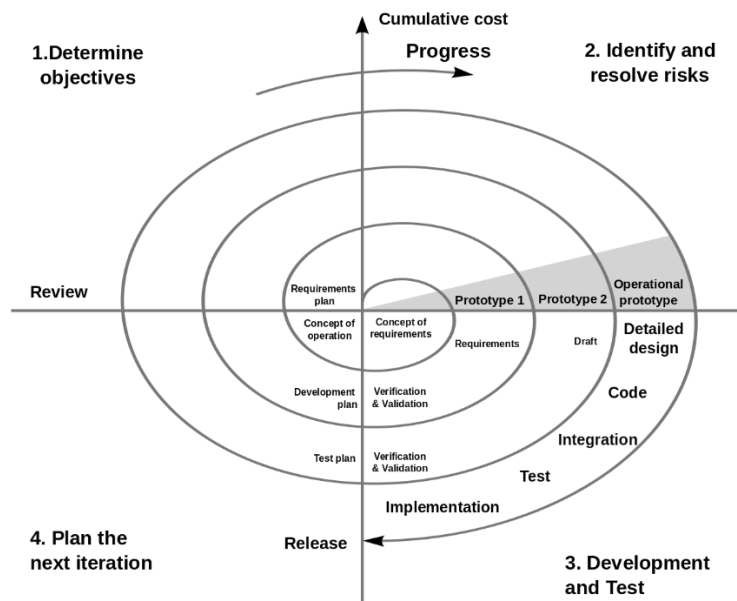 Cumulative cost
Progress
1.Determine
objectives
2. Identify and
resolve risks
Review
Requirements
plan
Prototype 1
Prototype 2
Operational
prototype
Concept of
operation
Concept of
requirements
Requirements
Draft
Detailed
design
Development
plan
Verification
& Validation
Code
Integration
Test plan
Verification
& Validation
Test
Implementation
Release
4. Plan the
next iteration
3. Development
and Test